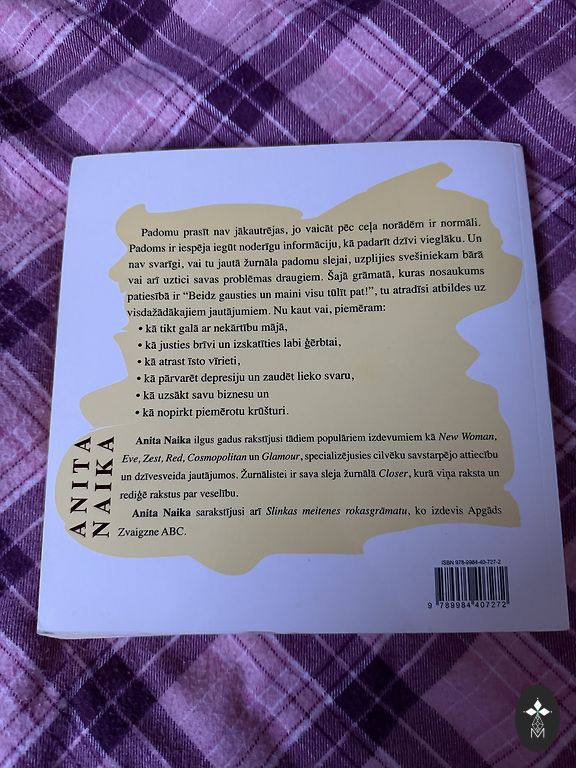 Padomu prasīt nav jākautrējas, jo vaicāt pēc ceļa norādēm ir normāli.
Padoms ir iespēja iegūt noderīgu informāciju, kā padarīt dzīvi vieglāku. Un
nav svarīgi, vai tu jautā žurnāla padomu slejai, uzplijies svešiniekam bārā
vai arī uztici savas problēmas draugiem. Šajā grāmatā, kuras nosaukums
patiesībā ir “Beidz gausties un maini visu tūlīt pat!”, tu atradīsi atbildes uz
visdažādākajiem jautājumiem. Nu kaut vai, piemēram:
• kā tikt galā ar nekārtību mājā,
• kā justies brīvi un izskatīties labi ģērbtai,
• kā atrast īsto vīrieti,
• kā pārvarēt depresiju un zaudēt lieko svaru,
• kā uzsākt savu biznesu un
• kā nopirkt piemērotu krūšturi.
ANITA
NAIKA
Anita Naika ilgus gadus rakstījusi tādiem populāriem izdevumiem kā New Woman,
Eve, Zest, Red, Cosmopolitan un Glamour, specializējusies cilvēku savstarpējo attiecību
un dzīvesveida jautājumos. Žurnālistei ir sava sleja žurnālā Closer, kurā viņa raksta un
rediģē rakstus par veselību.
Anita Naika sarakstījusi arī Slinkas meitenes rokasgrāmatu, ko izdevis Apgāds
Zvaigzne ABC.
ISBN 978-9984-40-727-2
9 789984 407272
M